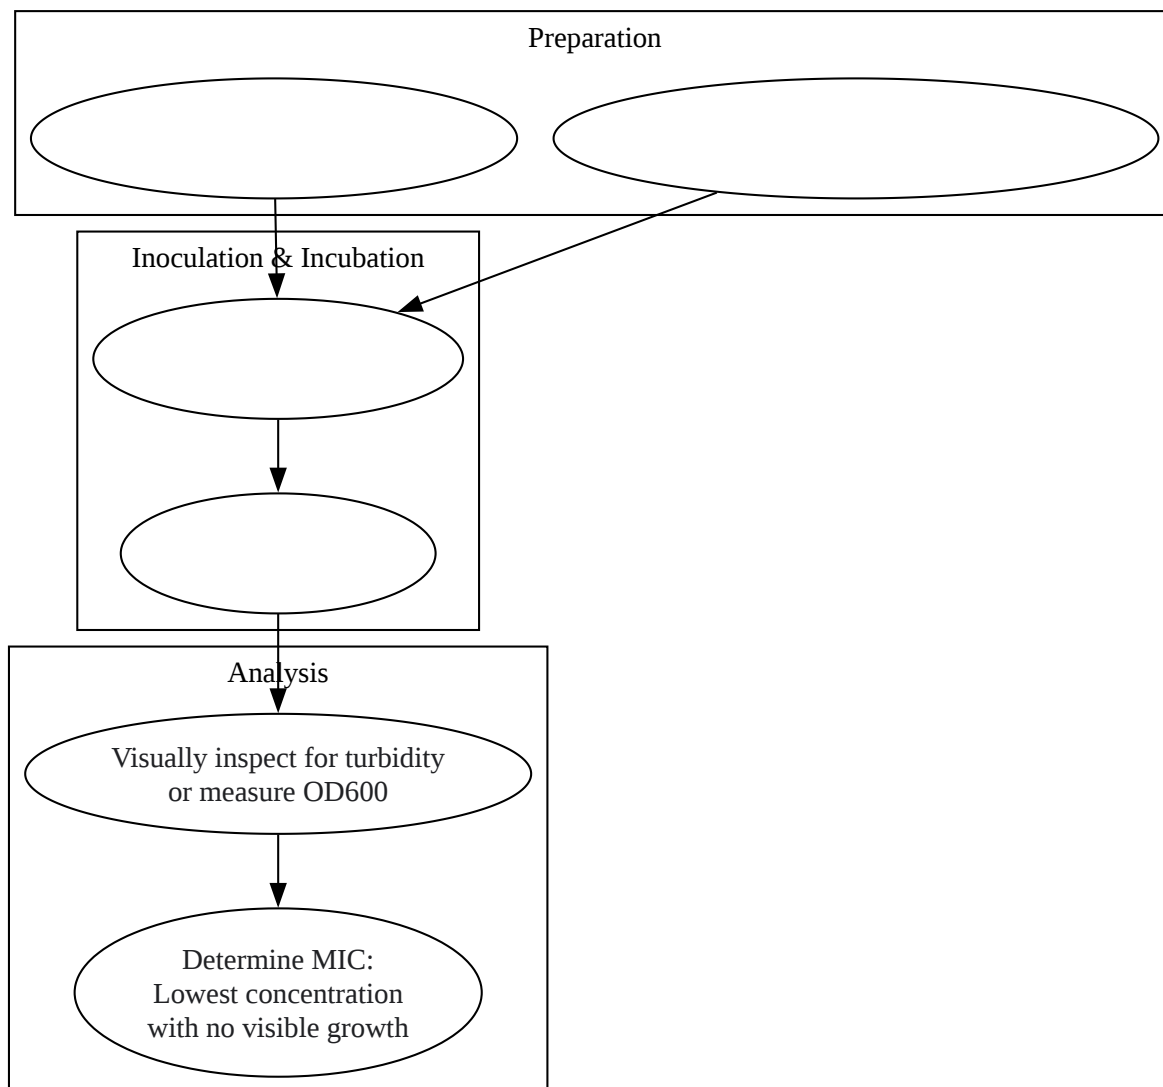 Preparation
Inoculation & Incubation
Analysis
Visually inspect for turbidity
or measure OD600
Determine MIC:
Lowest concentration
with no visible growth